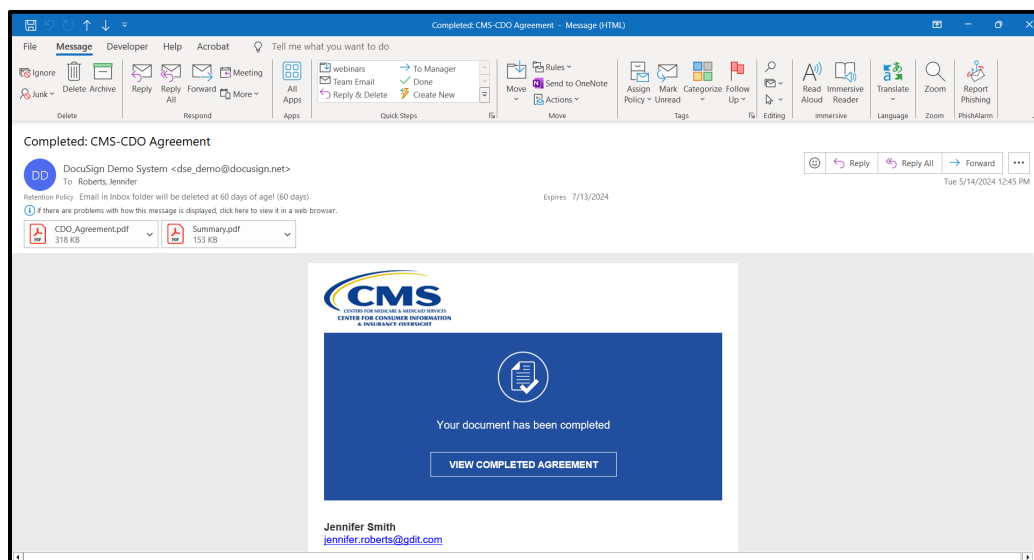 Completed: CMS-CDO Agreement - Message (HTML)
File Message Developer Help Acrobat Tell me what you want to do
Ignore
Junk
Delete Archive
Reply Reply All Forward
Meeting
More
All Apps
webinars
Team Email
Reply & Delete
To Manager
Done
Create New
Move
Rules
Send to OneNote
Actions
Assign Policy
Mark Unread
Categorize
Follow Up
Read Aloud
Immersive Reader
Translate
Zoom
Report Phishing
Delete Respond Apps Quick Steps Move Tags Editing Immersive Language Zoom PhishAlarm
Completed: CMS-CDO Agreement
DD
DocuSign Demo System <dse_demo@docusign.net>
To Roberts, Jennifer
Reply Reply All Forward
Tue 5/14/2024 12:45 PM
Retention Policy Email in Inbox folder will be deleted at 60 days of age! (60 days) Expires 7/13/2024
If there are problems with how this message is displayed, click here to view it in a web browser.
PDF
CDO_Agreement.pdf
318 KB
PDF
Summary.pdf
153 KB
CMS
CENTERS FOR MEDICARE & MEDICAID SERVICES
CENTER FOR CONSUMER INFORMATION
& INSURANCE OVERSIGHT
Your document has been completed
VIEW COMPLETED AGREEMENT
Jennifer Smith
jennifer.roberts@gdit.com